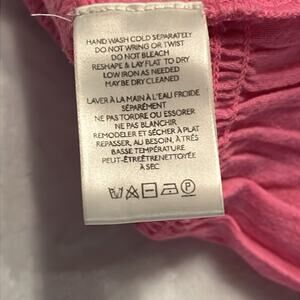 HAND WASH COLD SEPARATELY
DO NOT WRING OR TWIST
DO NOT BLEACH
RESHAPE & LAY FLAT TO DRY
LOW IRON AS NEEDED
MAY BE DRY CLEANED
LAVER À LA MAIN À L'EAU FROIDE
SÉPARÉMENT
NE PAS TORDRE OU ESSORER
NE PAS BLANCHIR
REMODELER ET SÉCHER À PLAT
REPASSER, AU BESOIN, À TRÈS
BASSE TEMPÉRATURE
PEUT-ÊTREÊTRENETTOYÉE
À SEC